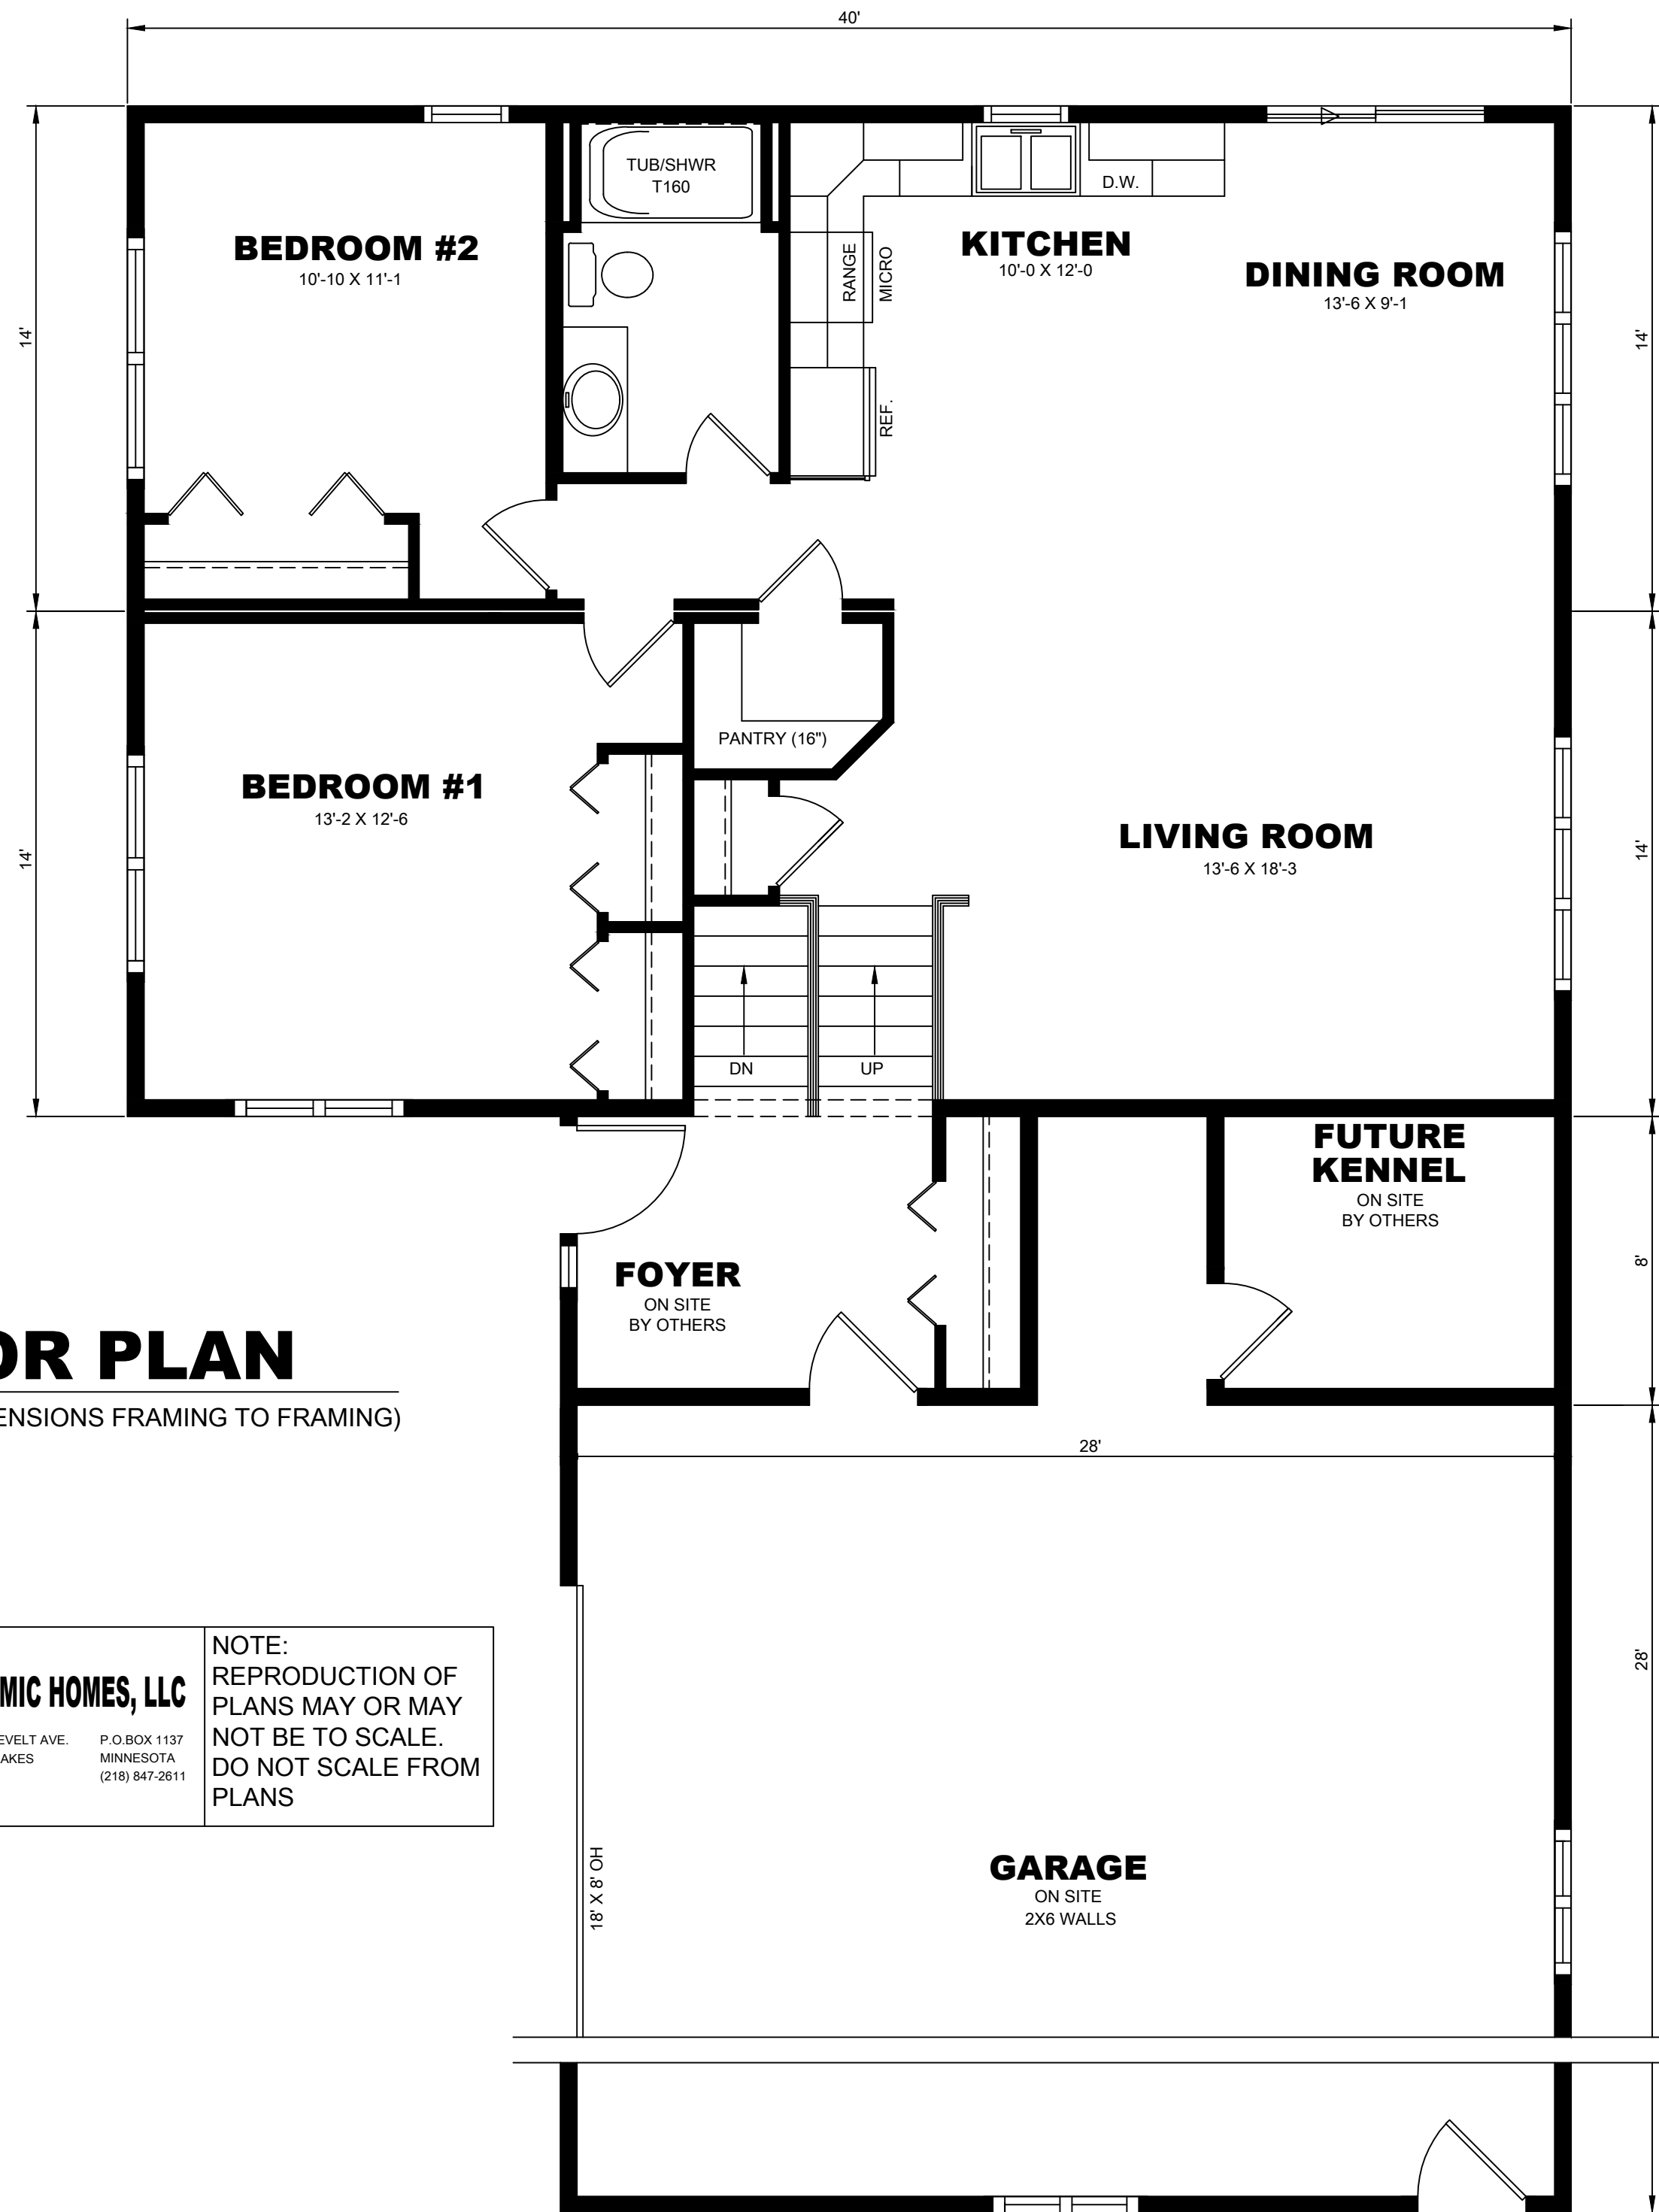 40'
TUB/SHWR
T160
D.W.
BEDROOM #2
10'-10 X 11'-1
KITCHEN
10'-0 X 12'-0
RANGE
MICRO
DINING ROOM
13'-6 X 9'-1
14'
14'
REF.
PANTRY (16")
BEDROOM #1
13'-2 X 12'-6
LIVING ROOM
13'-6 X 18'-3
14'
14'
DN
UP
FUTURE
KENNEL
ON SITE
BY OTHERS
8'
FOYER
ON SITE
BY OTHERS
OR PLAN
ENSIONS FRAMING TO FRAMING)
28'
28'
MIC HOMES, LLC
EVELT AVE.
AKES
P.O.BOX 1137
MINNESOTA
(218) 847-2611
NOTE:
REPRODUCTION OF
PLANS MAY OR MAY
NOT BE TO SCALE.
DO NOT SCALE FROM
PLANS
18' X 8' OH
GARAGE
ON SITE
2X6 WALLS